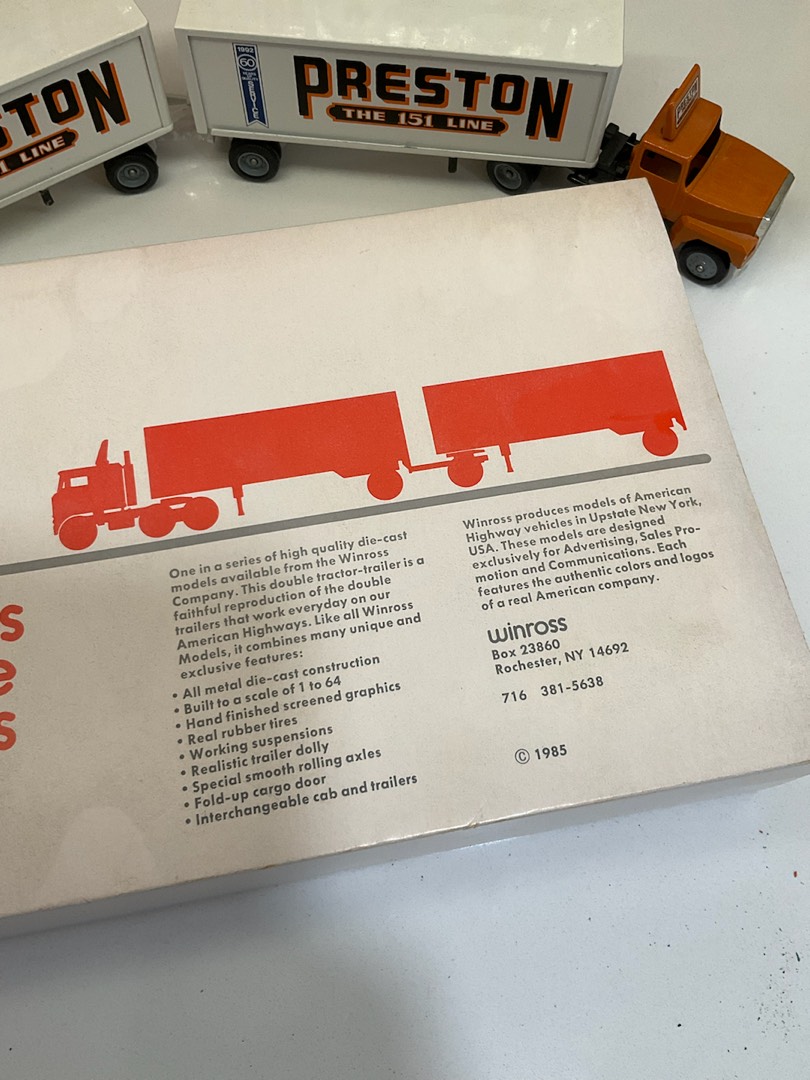 STON
1 LINE
1992
60
SERVICE
PRESTON
THE 151 LINE
PRESTON
s
e
s
One in a series of high quality die-cast
models available from the Winross
Company. This double tractor-trailer is a
faithful reproduction of the double
trailers that work everyday on our
American Highways. Like all Winross
Models, it combines many unique and
exclusive features:
• All metal die-cast construction
• Built to a scale of 1 to 64
• Hand finished screened graphics
• Real rubber tires
• Working suspensions
• Realistic trailer dolly
• Special smooth rolling axles
• Fold-up cargo door
• Interchangeable cab and trailers
Winross produces models of American
Highway vehicles in Upstate New York,
USA. These models are designed
exclusively for Advertising, Sales Pro-
motion and Communications. Each
features the authentic colors and logos
of a real American company.
winross
Box 23860
Rochester, NY 14692
716 381-5638
© 1985